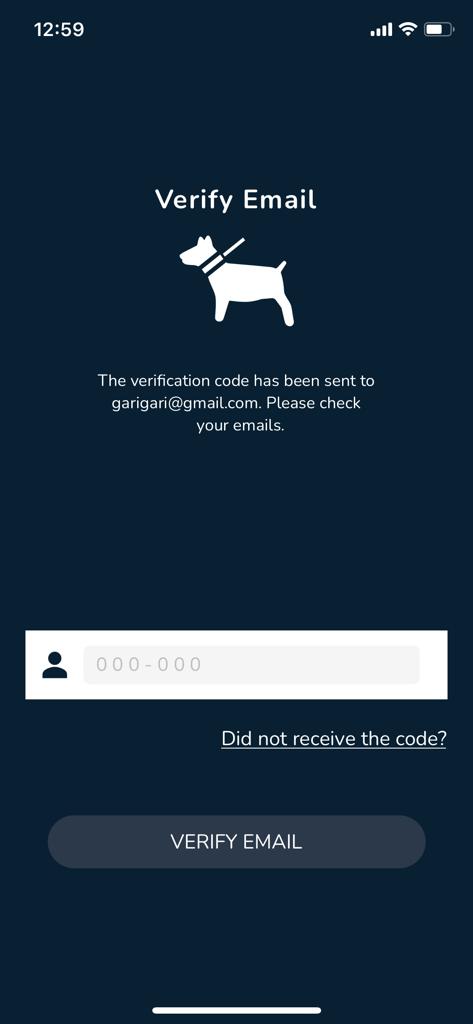 12:59
Verify Email
The verification code has been sent to
garigari@gmail.com. Please check
your emails.
000-000
Did not receive the code?
VERIFY EMAIL